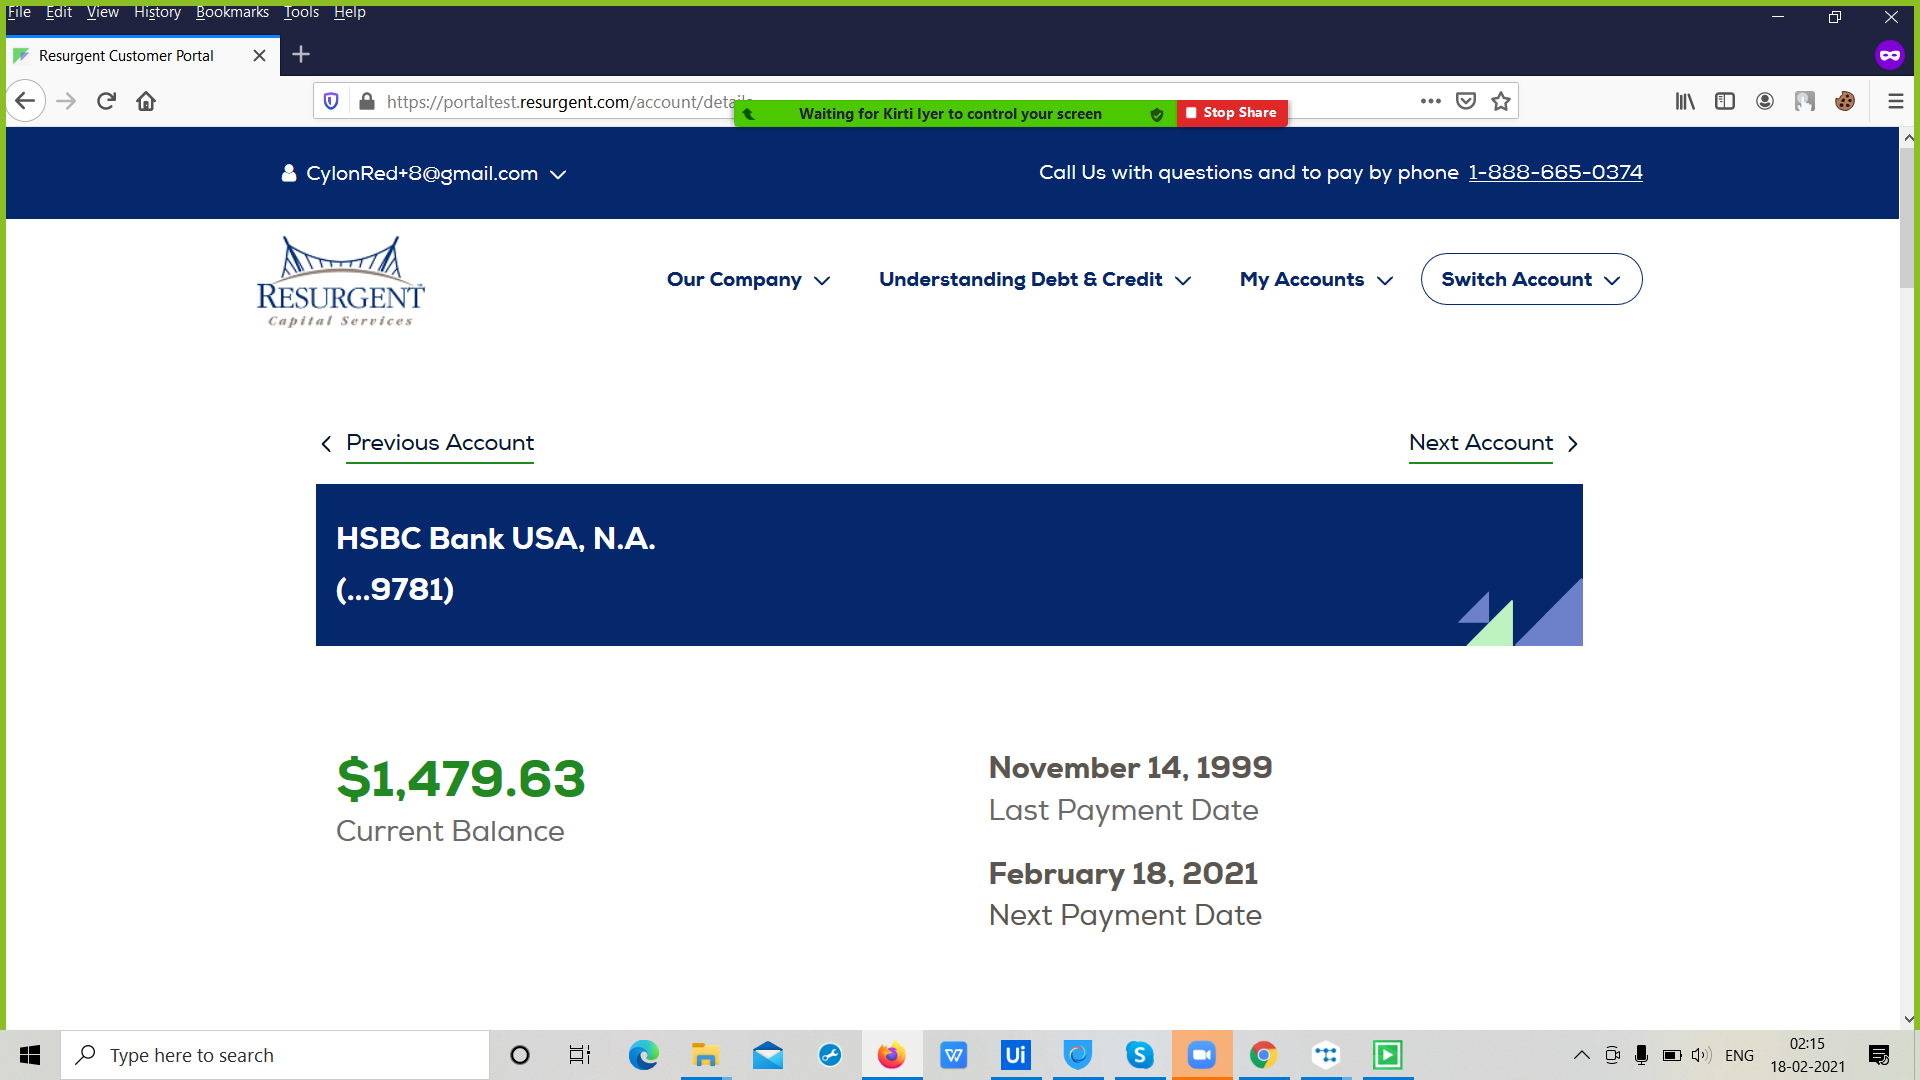 File Edit View History Bookmarks Tools Help
Resurgent Customer Portal
https://portaltest.resurgent.com/account/details
Waiting for Kirti Iyer to control your screen
Stop Share
CylonRed+8@gmail.com
Call Us with questions and to pay by phone 1-888-665-0374
RESURGENT
Capital Services
Our Company
Understanding Debt & Credit
My Accounts
Switch Account
Previous Account
Next Account
HSBC Bank USA, N.A.
(...9781)
$1,479.63
Current Balance
November 14, 1999
Last Payment Date
February 18, 2021
Next Payment Date
Type here to search
W
Ui
S
ENG
02:15
18-02-2021